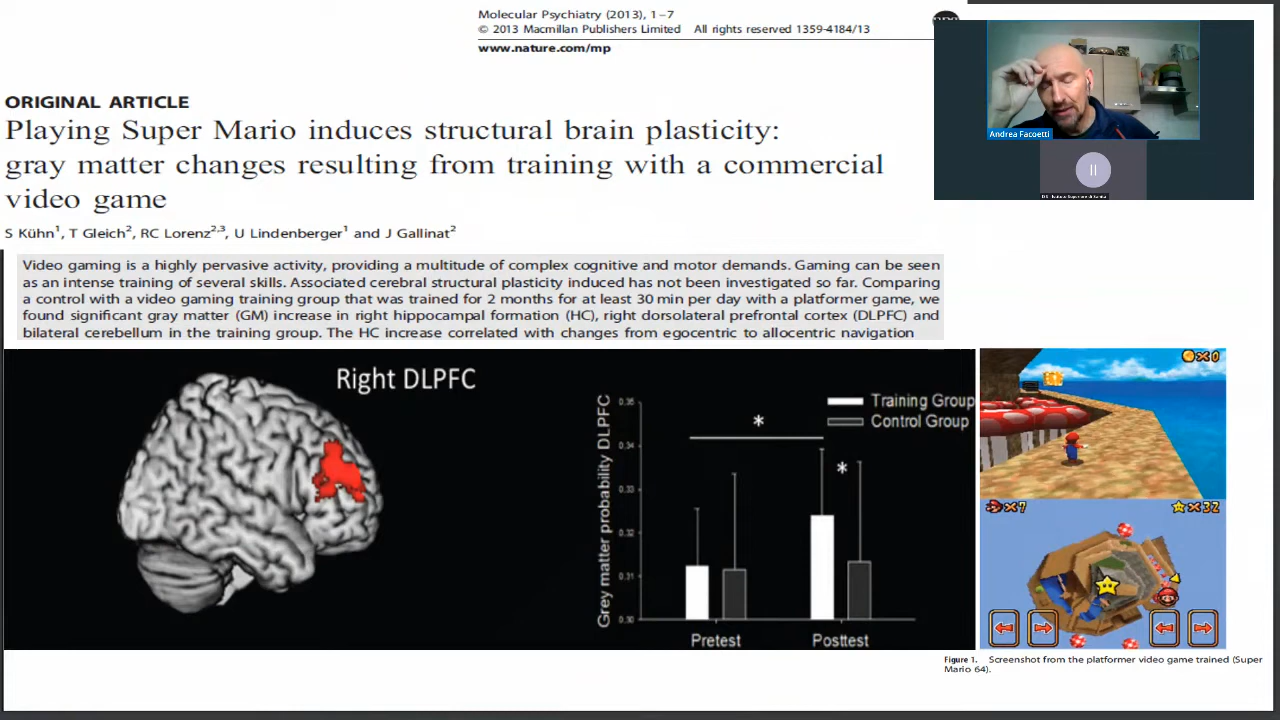 Molecular Psychiatry (2013), 1–7
© 2013 Macmillan Publishers Limited All rights reserved 1359-4184/13
www.nature.com/mp
ORIGINAL ARTICLE
Playing Super Mario induces structural brain plasticity:
gray matter changes resulting from training with a commercial
video game
S Kühn1, T Gleich2, RC Lorenz2,3, U Lindenberger1 and J Gallinat2
Video gaming is a highly pervasive activity, providing a multitude of complex cognitive and motor demands. Gaming can be seen
as an intense training of several skills. Associated cerebral structural plasticity induced has not been investigated so far. Comparing
a control with a video gaming training group that was trained for 2 months for at least 30 min per day with a platformer game, we
found significant gray matter (GM) increase in right hippocampal formation (HC), right dorsolateral prefrontal cortex (DLPFC) and
bilateral cerebellum in the training group. The HC increase correlated with changes from egocentric to allocentric navigation
Andrea Facoetti
Right DLPFC
Grey matter probability DLPFC
0.35
0.34
0.33
0.32
0.31
0.30
*
*
Training Group
Control Group
Pretest
Posttest
×0
×7
×32
Figure 1. Screenshot from the platformer video game trained (Super
Mario 64).